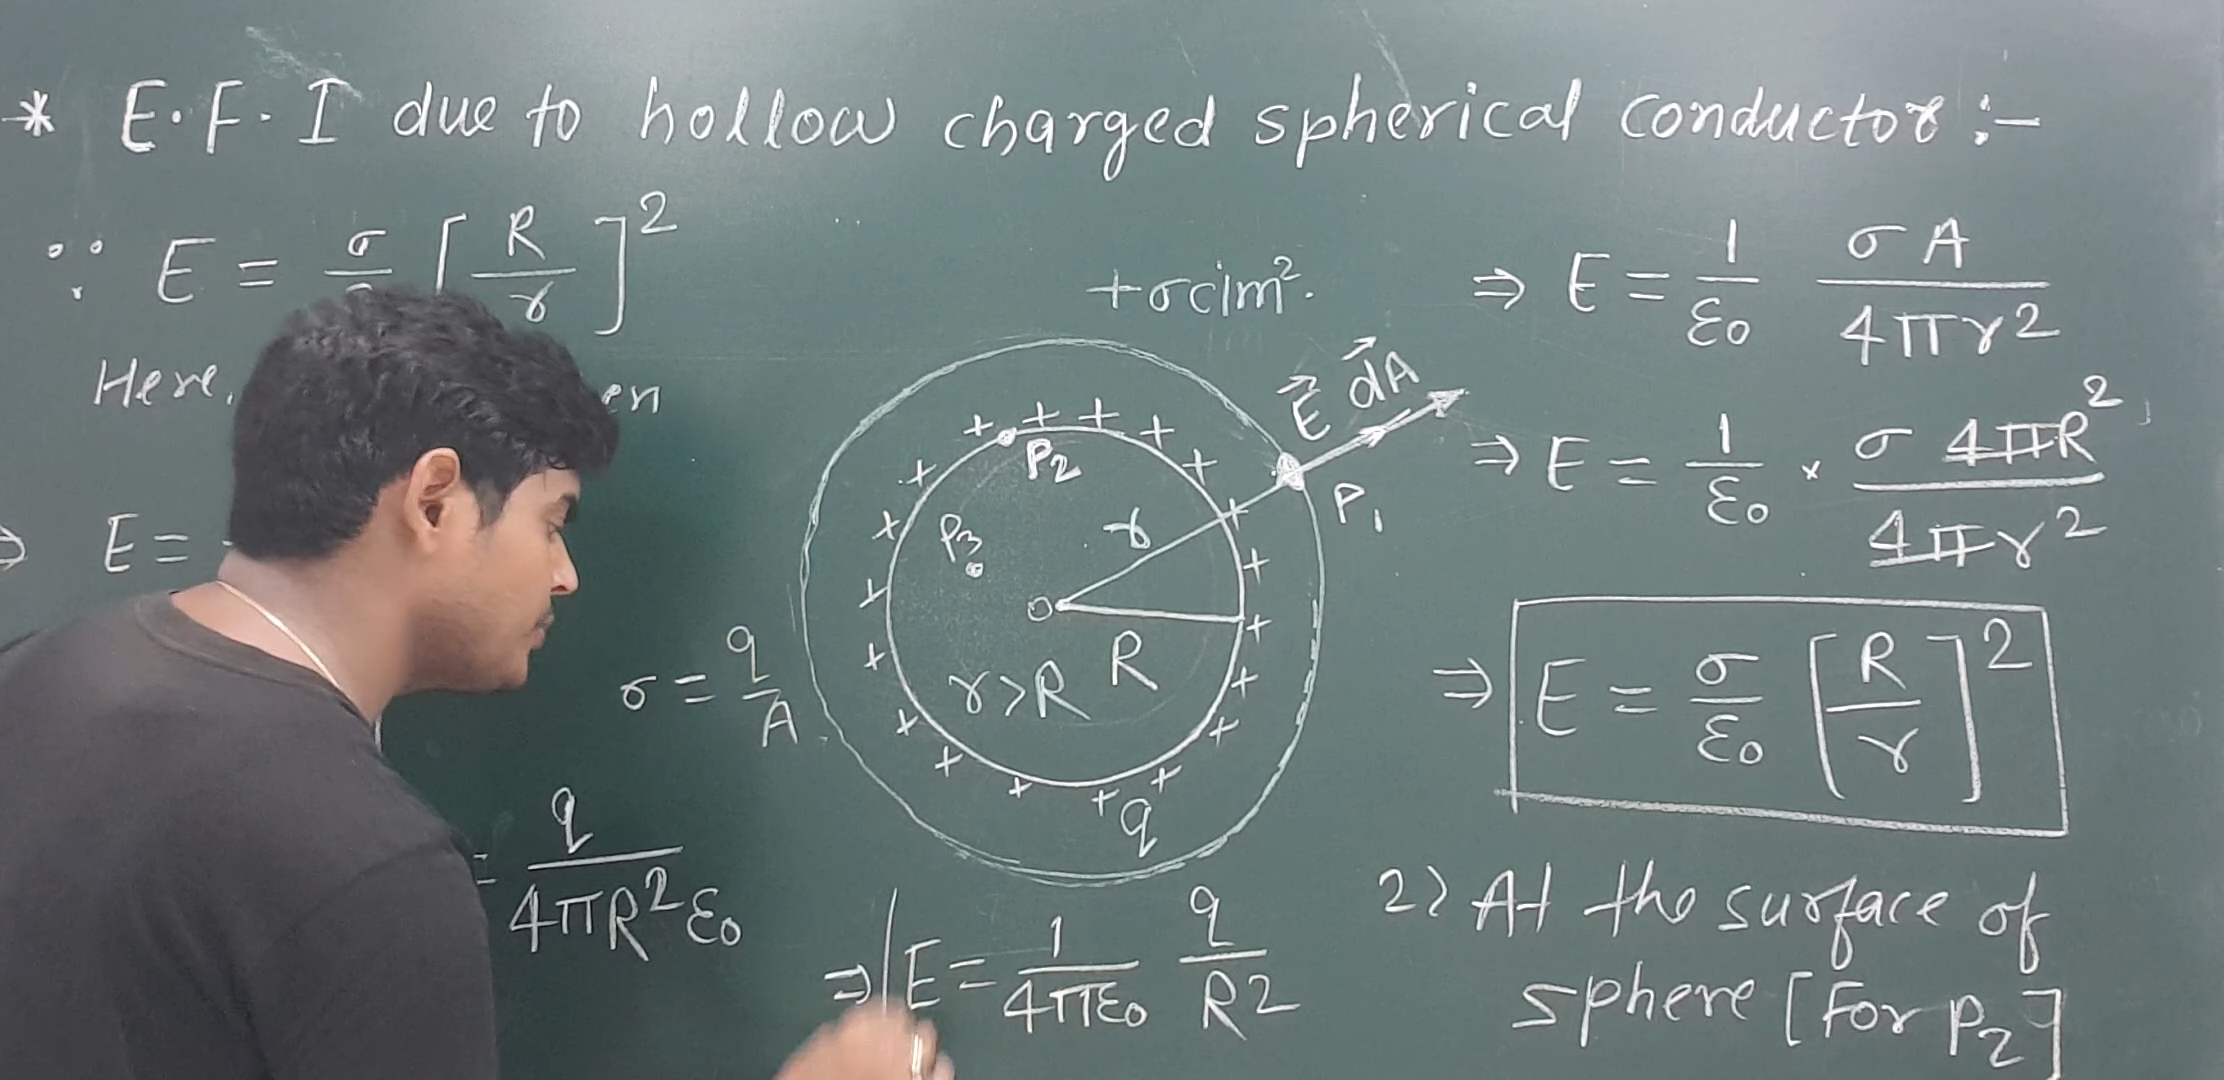 * E.F.I due to hollow charged spherical conductor :-
∵ E = σ [R/r]²
Here, en
⇒ E =
σ = q/A
= q/4πR²ε₀
+σ c/m².
E⃗ dA⃗
P₁
P₂
P₃
r
O
R
r>R
q
⇒ E = 1/4πε₀ q/R²
⇒ E = 1/ε₀ σA/4πr²
⇒ E = 1/ε₀ × σ 4πR²/4πr²
⇒ E = σ/ε₀ [R/r]²
2) At the surface of
sphere [For P₂]